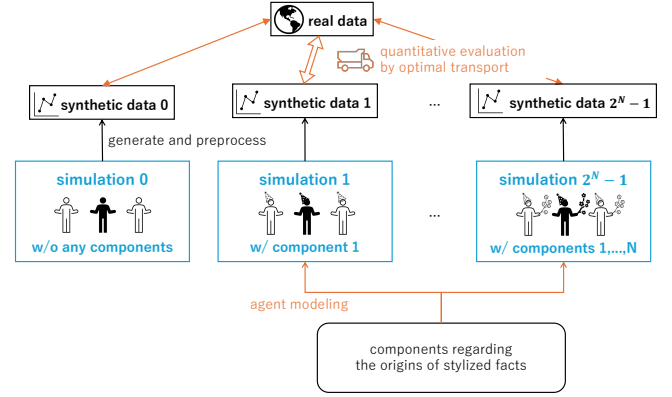 real data
quantitative evaluation
by optimal transport
synthetic data 0
synthetic data 1
...
synthetic data 2^N − 1
generate and preprocess
simulation 0
w/o any components
simulation 1
w/ component 1
...
simulation 2^N − 1
w/ components 1,...,N
agent modeling
components regarding
the origins of stylized facts